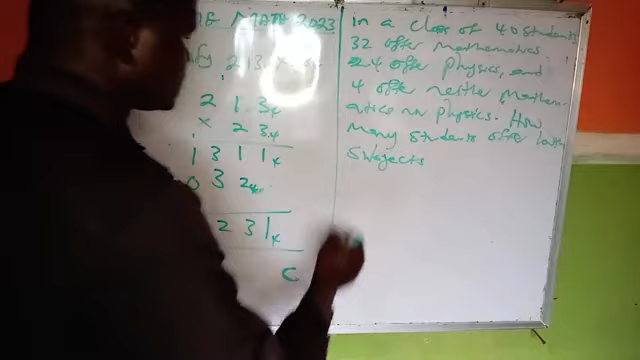 MATH 2023
213
2 1 3₄
× 2 3₄
1 3 1 1₄
0 3 2₄
2 3 1₄
C
In a class of 40 students
32 offer mathematics
24 offer physics, and
4 offer neither mathem-
atics nor physics. How
many students offer both
subjects